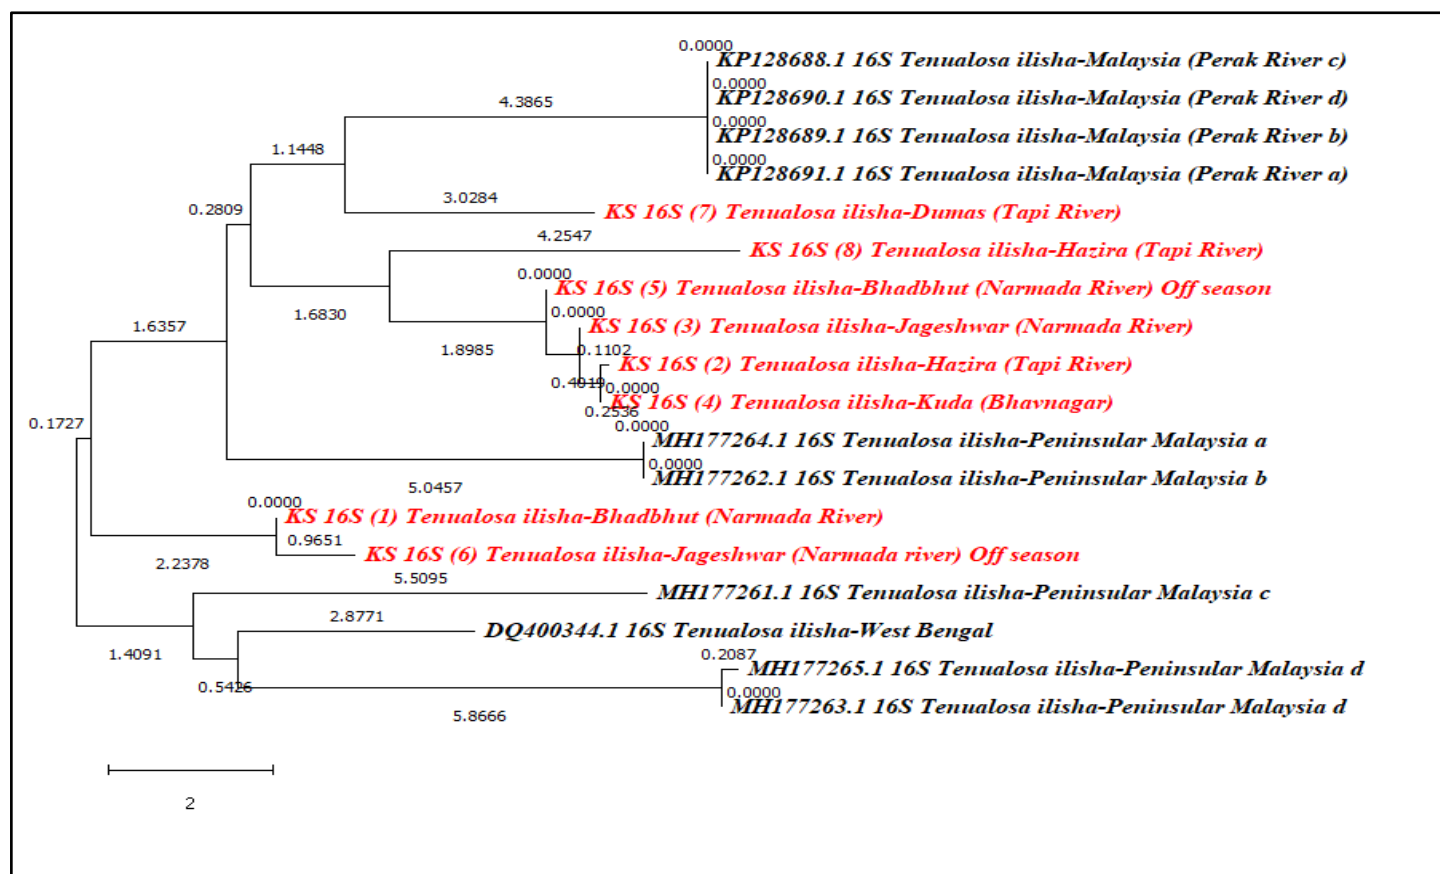 0.0000
KP128688.1 16S Tenualosa ilisha-Malaysia (Perak River c)
0.0000
KP128690.1 16S Tenualosa ilisha-Malaysia (Perak River d)
4.3865
0.0000
KP128689.1 16S Tenualosa ilisha-Malaysia (Perak River b)
1.1448
0.0000
KP128691.1 16S Tenualosa ilisha-Malaysia (Perak River a)
3.0284
0.2809
KS 16S (7) Tenualosa ilisha-Dumas (Tapi River)
4.2547
KS 16S (8) Tenualosa ilisha-Hazira (Tapi River)
0.0000
KS 16S (5) Tenualosa ilisha-Bhadbhut (Narmada River) Off season
1.6830
0.0000
1.6357
KS 16S (3) Tenualosa ilisha-Jageshwar (Narmada River)
1.8985
0.1102
KS 16S (2) Tenualosa ilisha-Hazira (Tapi River)
0.4019
0.0000
KS 16S (4) Tenualosa ilisha-Kuda (Bhavnagar)
0.2536
0.1727
0.0000
MH177264.1 16S Tenualosa ilisha-Peninsular Malaysia a
0.0000
MH177262.1 16S Tenualosa ilisha-Peninsular Malaysia b
5.0457
0.0000
KS 16S (1) Tenualosa ilisha-Bhadbhut (Narmada River)
0.9651
KS 16S (6) Tenualosa ilisha-Jageshwar (Narmada river) Off season
2.2378
5.5095
MH177261.1 16S Tenualosa ilisha-Peninsular Malaysia c
2.8771
DQ400344.1 16S Tenualosa ilisha-West Bengal
1.4091
0.2087
MH177265.1 16S Tenualosa ilisha-Peninsular Malaysia d
0.5426
0.0000
MH177263.1 16S Tenualosa ilisha-Peninsular Malaysia d
5.8666
2